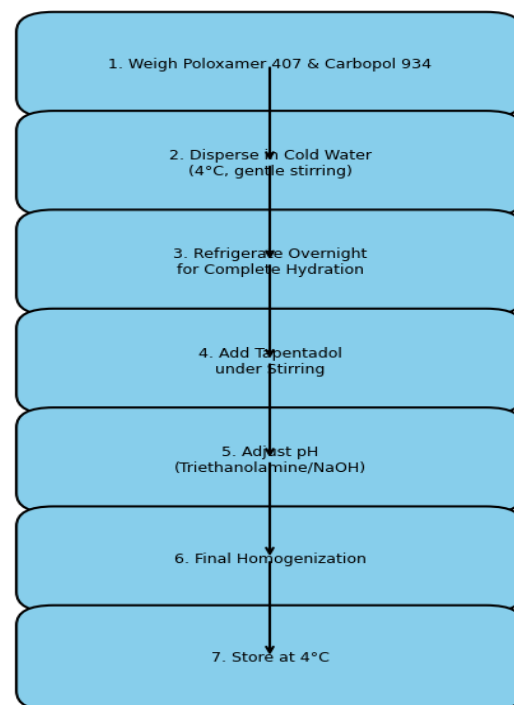 1. Weigh Poloxamer 407 & Carbopol 934
2. Disperse in Cold Water
(4°C, gentle stirring)
3. Refrigerate Overnight
for Complete Hydration
4. Add Tapentadol
under Stirring
5. Adjust pH
(Triethanolamine/NaOH)
6. Final Homogenization
7. Store at 4°C